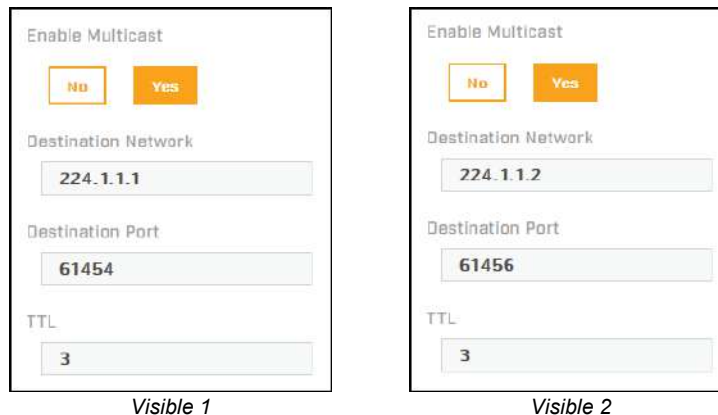 Enable Multicast
No Yes
Destination Network
224.1.1.1
Destination Port
61454
TTL
3
Visible 1
Enable Multicast
No Yes
Destination Network
224.1.1.2
Destination Port
61456
TTL
3
Visible 2